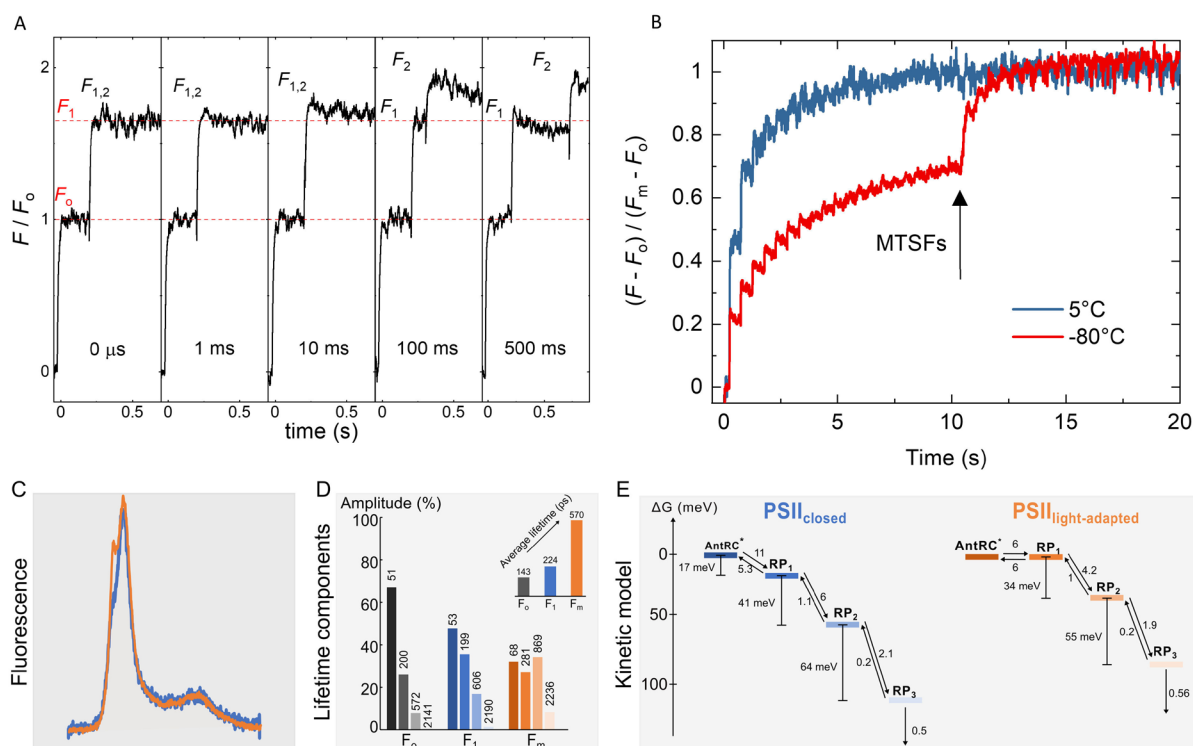 A
2
1
0
F / Fo
F1
Fo
F1,2
F1,2
F1,2
F1
F2
F1
F2
0 μs
1 ms
10 ms
100 ms
500 ms
0 0.5
0 0.5
0 0.5
0 0.5
0 0.5
time (s)
B
1
0.8
0.6
0.4
0.2
0
(F - Fo) / (Fm - Fo)
MTSFs
5°C
-80°C
0 5 10 15 20
Time (s)
C
Fluorescence
D
Amplitude (%)
Lifetime components
100
80
60
40
20
0
51 200 572 2141
53 199 606 2190
68 281 869 2236
Fo F1 Fm
Average lifetime (ps)
143 224 570
Fo F1 Fm
E
Kinetic model
ΔG (meV)
0
50
100
PSIIclosed
AntRC*
11
5.3
RP1
17 meV
41 meV
6
1.1
RP2
64 meV
2.1
0.2
RP3
0.5
PSIIlight-adapted
AntRC*
6
6
RP1
34 meV
4.2
1
RP2
55 meV
1.9
0.2
RP3
0.56